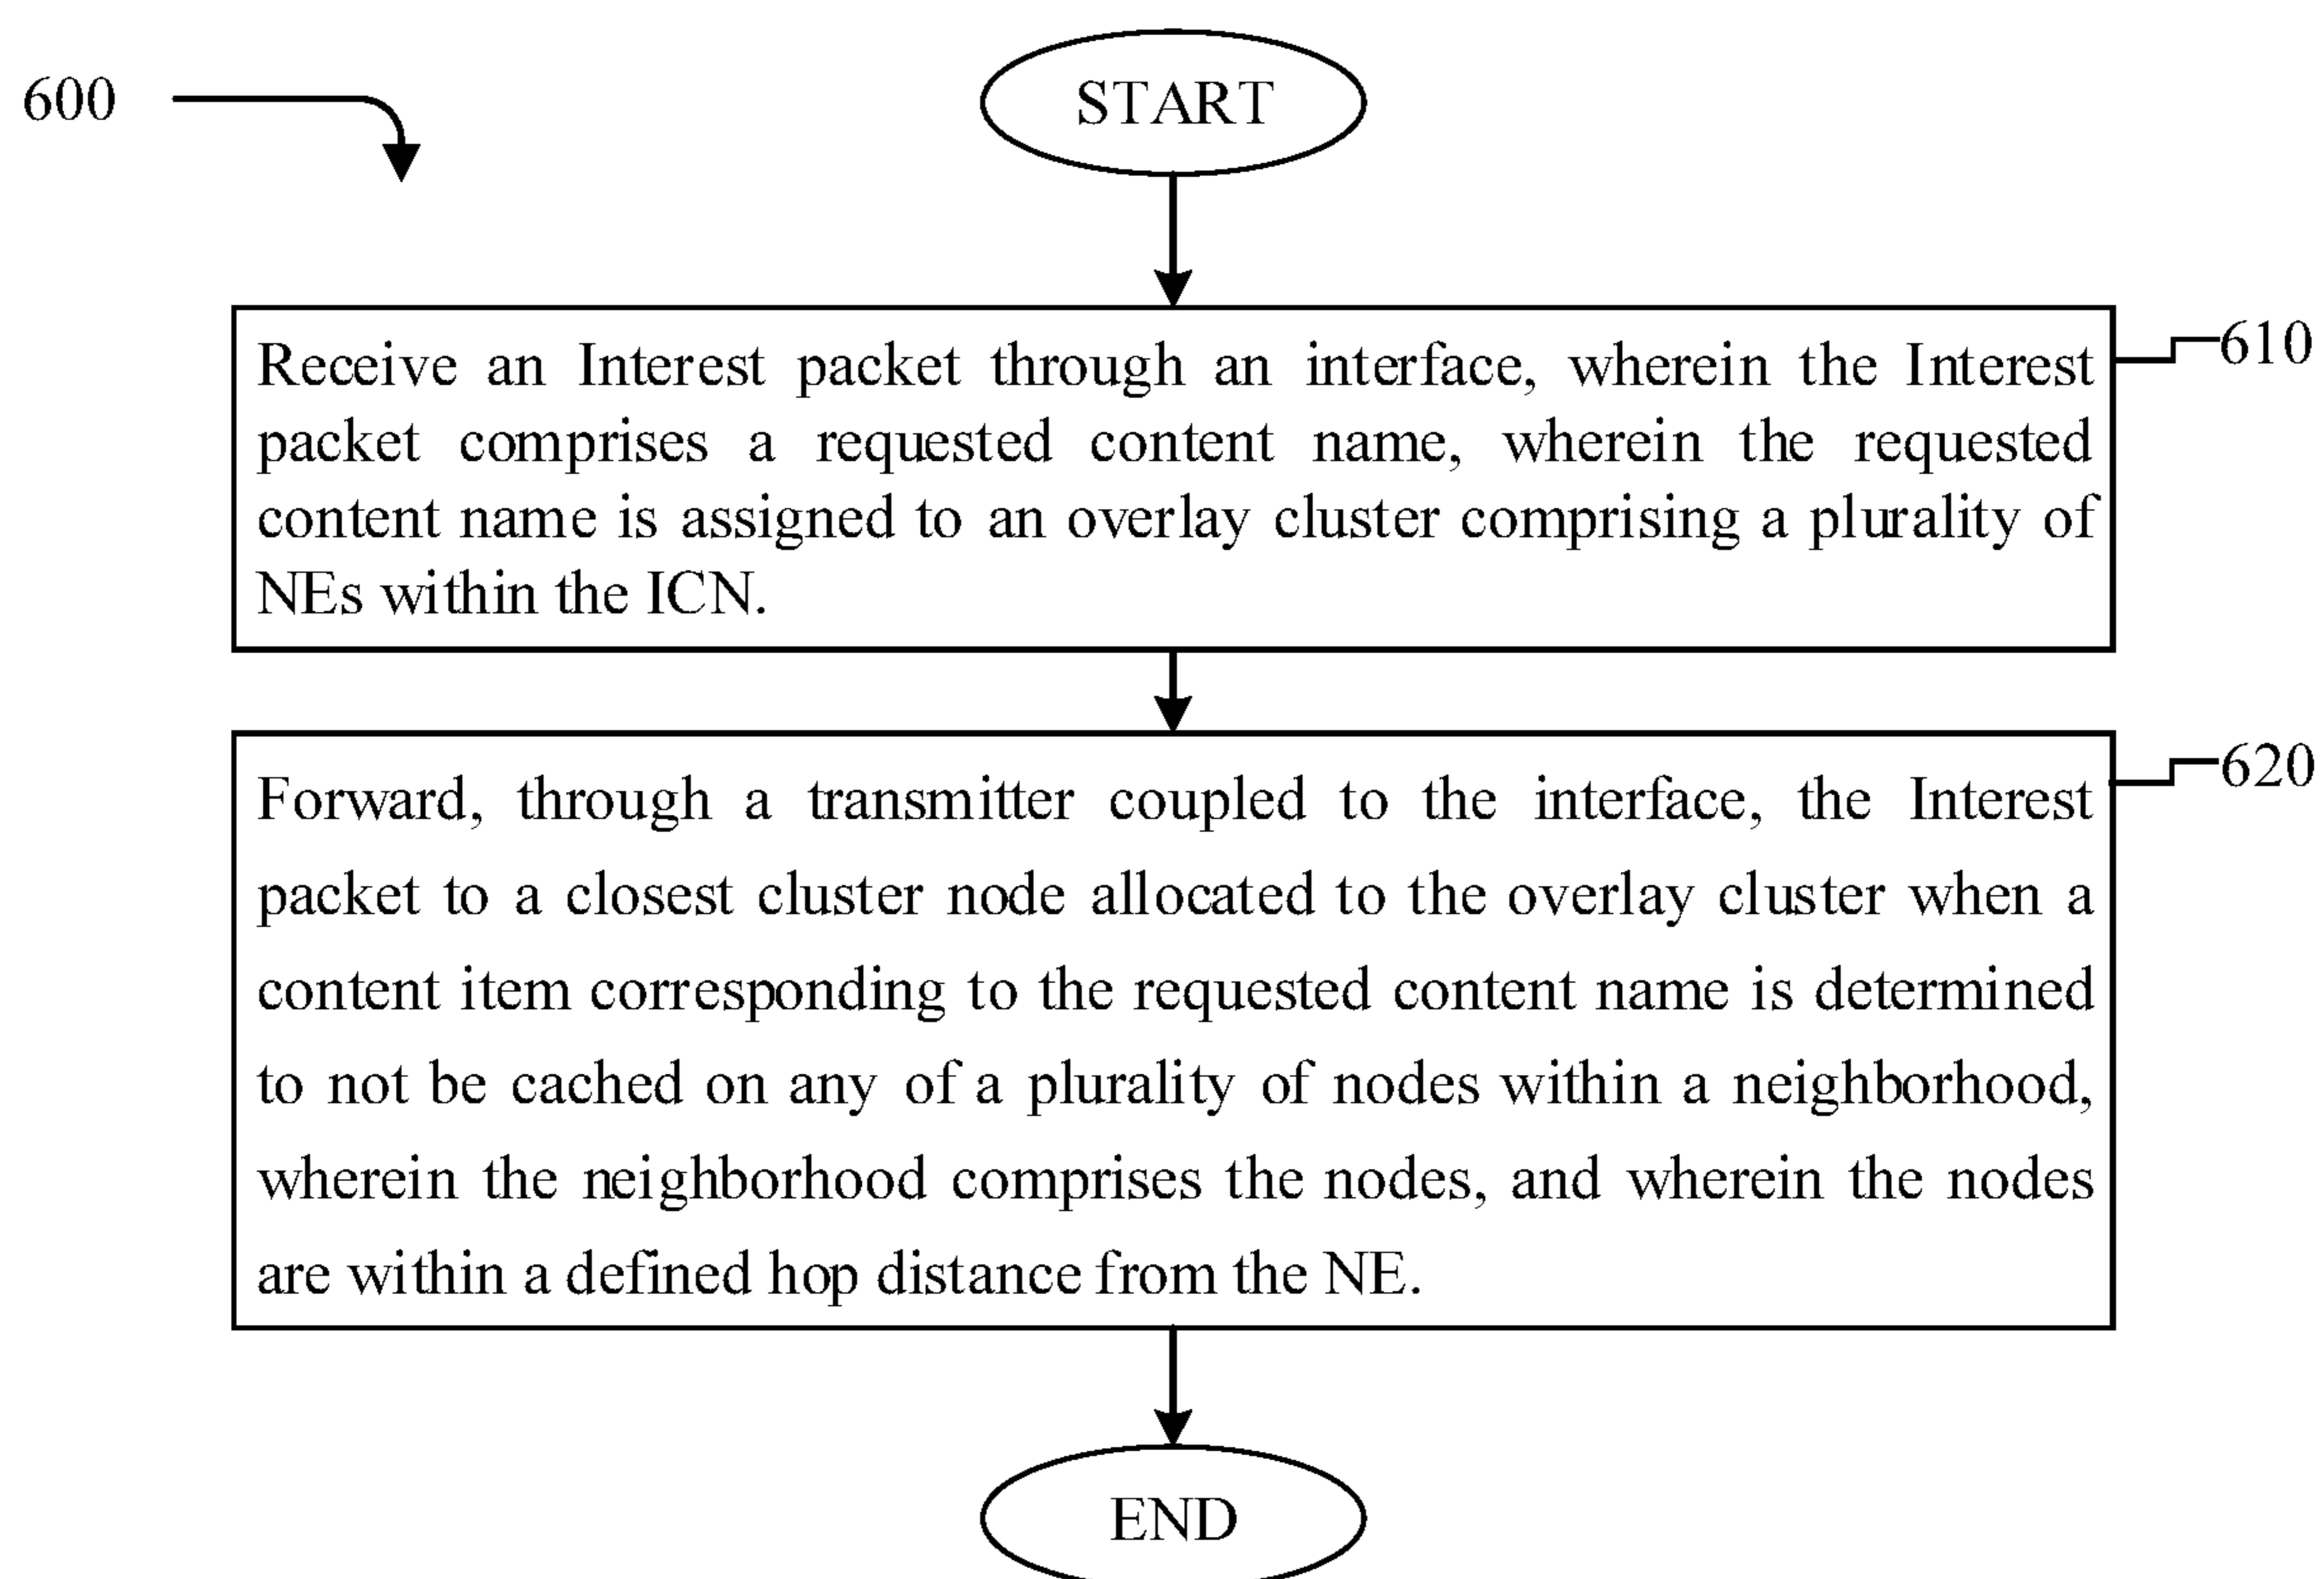 600
START
610
Receive an Interest packet through an interface, wherein the Interest
packet comprises a requested content name, wherein the requested
content name is assigned to an overlay cluster comprising a plurality of
NEs within the ICN.
620
Forward, through a transmitter coupled to the interface, the Interest
packet to a closest cluster node allocated to the overlay cluster when a
content item corresponding to the requested content name is determined
to not be cached on any of a plurality of nodes within a neighborhood,
wherein the neighborhood comprises the nodes, and wherein the nodes
are within a defined hop distance from the NE.
END